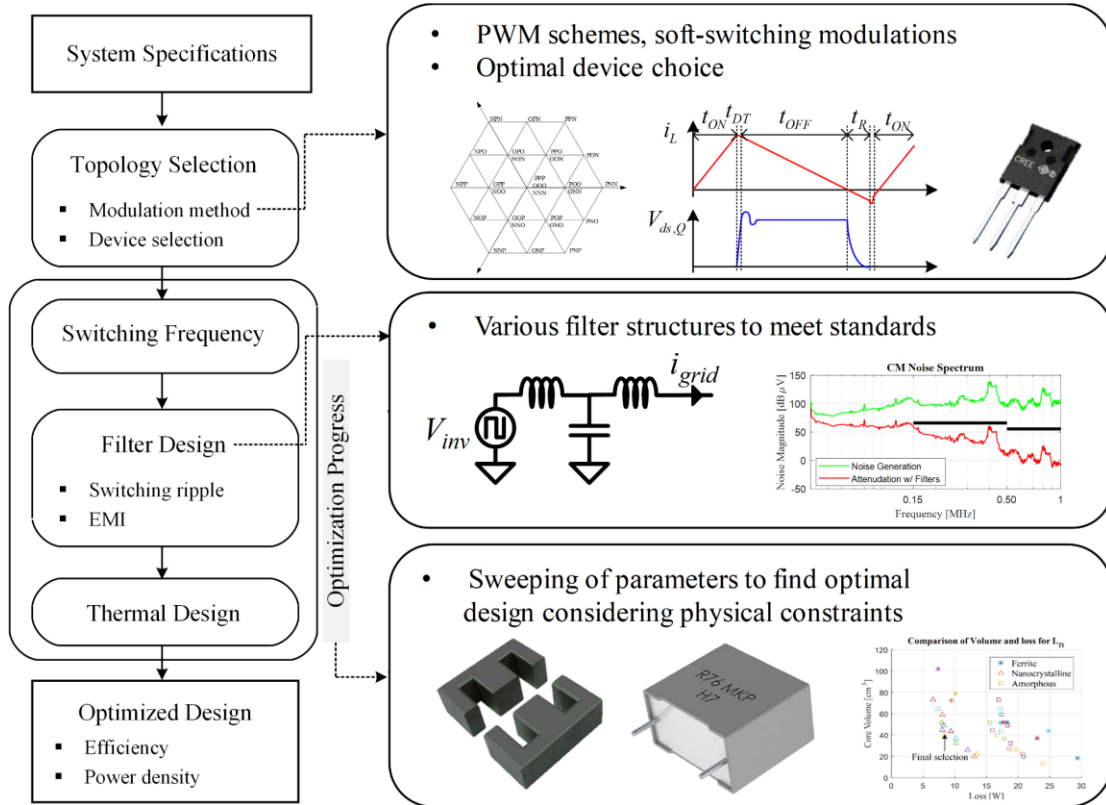 System Specifications
Topology Selection
▪ Modulation method
▪ Device selection
Switching Frequency
Filter Design
▪ Switching ripple
▪ EMI
Thermal Design
Optimized Design
▪ Efficiency
▪ Power density
Optimization Progress
• PWM schemes, soft-switching modulations
• Optimal device choice
NPN OPN PPN
NPO OPO NON PPO OON PON
NPP OPP NOO PPP OOO NNN POO ONN PNN
NOP OOP NNO POP ONO PNO
NNP ONP PNP
i_L
t_ON t_DT t_OFF t_R t_ON
V_ds,Q
CREE
• Various filter structures to meet standards
V_inv
i_grid
CM Noise Spectrum
Noise Magnitude [dBµV]
150
100
50
0
-50
Noise Generation
Attenudation w/ Filters
0.15 0.50 1
Frequency [MHz]
• Sweeping of parameters to find optimal
design considering physical constraints
R76 MKP
H7
Comparison of Volume and loss for L_n
Core Volume [cm³]
120
100
80
60
40
20
0
Ferrite
Nanocrystalline
Amorphous
Final selection
0 5 10 15 20 25 30
Loss [W]